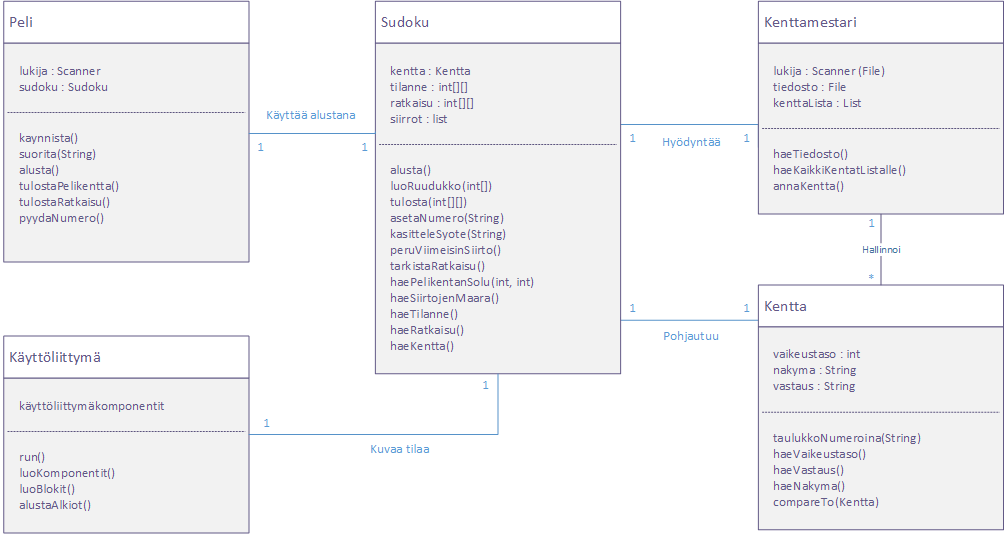 Peli
lukija : Scanner
sudoku : Sudoku
kaynnista()
suorita(String)
alusta()
tulostaPelikentta()
tulostaRatkaisu()
pyydaNumero()
Käyttää alustana
1
1
Sudoku
kentta : Kentta
tilanne : int[][]
ratkaisu : int[][]
siirrot : list
alusta()
luoRuudukko(int[])
tulosta(int[][])
asetaNumero(String)
kasitteleSyote(String)
peruViimeisinSiirto()
tarkistaRatkaisu()
haePelikentanSolu(int, int)
haeSiirtojenMaara()
haeTilanne()
haeRatkaisu()
haeKentta()
1
1
Hyödyntää
Kenttamestari
lukija : Scanner (File)
tiedosto : File
kenttaLista : List
haeTiedosto()
haeKaikkiKentatListalle()
annaKentta()
1
Hallinnoi
*
1
1
Pohjautuu
Kentta
vaikeustaso : int
nakyma : String
vastaus : String
taulukkoNumeroina(String)
haeVaikeustaso()
haeVastaus()
haeNakyma()
compareTo(Kentta)
Käyttöliittymä
käyttöliittymäkomponentit
run()
luoKomponentit()
luoBlokit()
alustaAlkiot()
1
1
Kuvaa tilaa